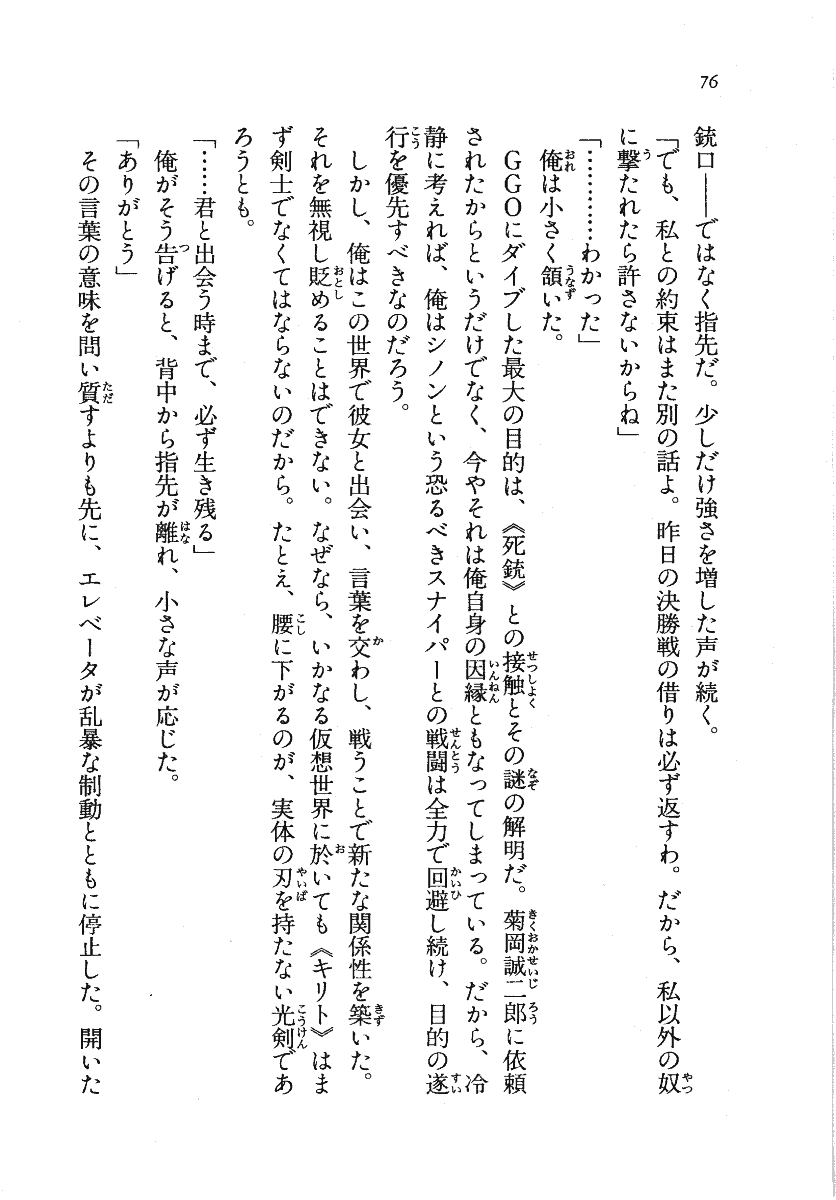 76
銃口――ではなく指先だ。少しだけ強さを増した声が続く。
「でも、私との約束はまた別の話よ。昨日の決勝戦の借りは必ず返すわ。だから、私以外の奴
に撃たれたら許さないからね」
「…………わかった」
俺は小さく頷いた。
GGOにダイブした最大の目的は、《死銃》との接触とその謎の解明だ。菊岡誠二郎に依頼
されたからというだけでなく、今やそれは俺自身の因縁ともなってしまっている。だから、冷
静に考えれば、俺はシノンという恐るべきスナイパーとの戦闘は全力で回避し続け、目的の遂
行を優先すべきなのだろう。
しかし、俺はこの世界で彼女と出会い、言葉を交わし、戦うことで新たな関係性を築いた。
それを無視し貶めることはできない。なぜなら、いかなる仮想世界に於いても《キリト》はま
ず剣士でなくてはならないのだから。たとえ、腰に下がるのが、実体の刃を持たない光剣であ
ろうとも。
「……君と出会う時まで、必ず生き残る」
俺がそう告げると、背中から指先が離れ、小さな声が応じた。
「ありがとう」
その言葉の意味を問い質すよりも先に、エレベータが乱暴な制動とともに停止した。開いた